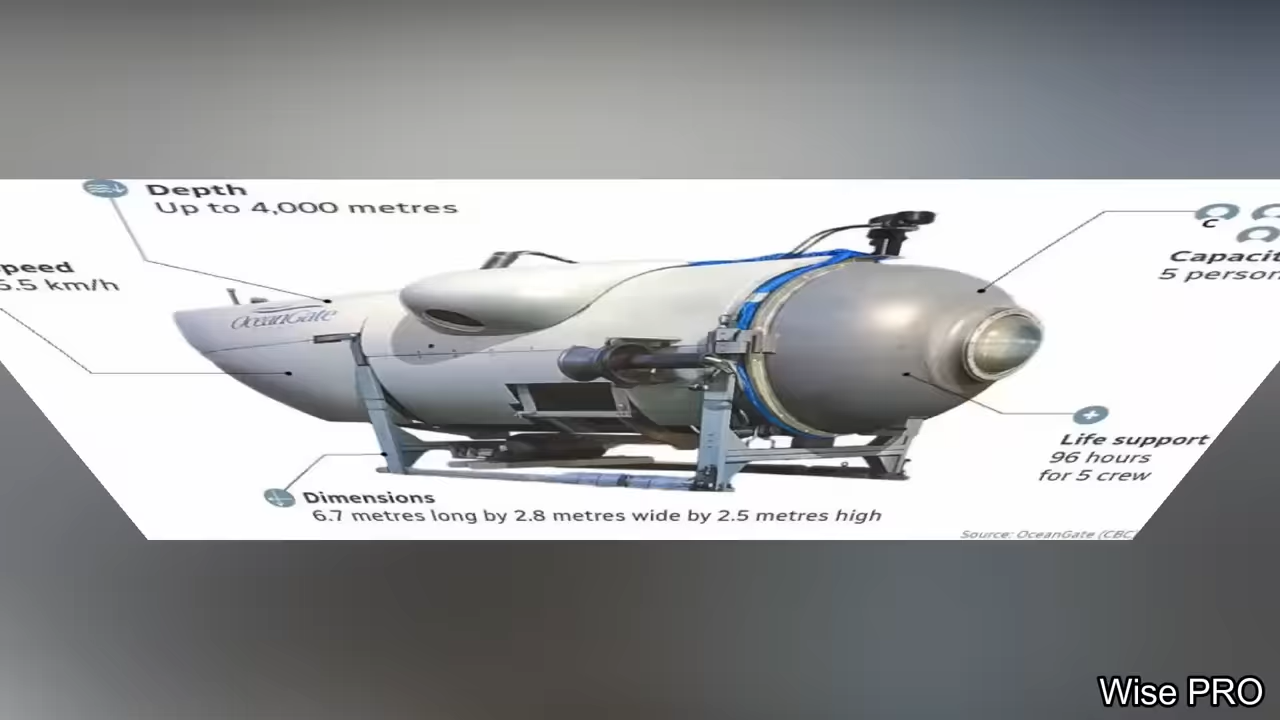 Depth
Up to 4,000 metres
peed
5.5 km/h
OceanGate
C
Capacit
5 person
Life support
96 hours
for 5 crew
Dimensions
6.7 metres long by 2.8 metres wide by 2.5 metres high
Source: OceanGate (CBC)
Wise PRO